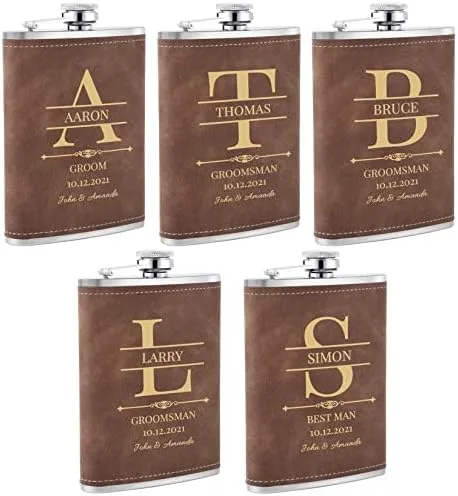 A
AARON
GROOM
10.12.2021
John & Amanda
T
THOMAS
GROOMSMAN
10.12.2021
John & Amanda
B
BRUCE
GROOMSMAN
10.12.2021
John & Amanda
L
LARRY
GROOMSMAN
10.12.2021
John & Amanda
S
SIMON
BEST MAN
10.12.2021
John & Amanda